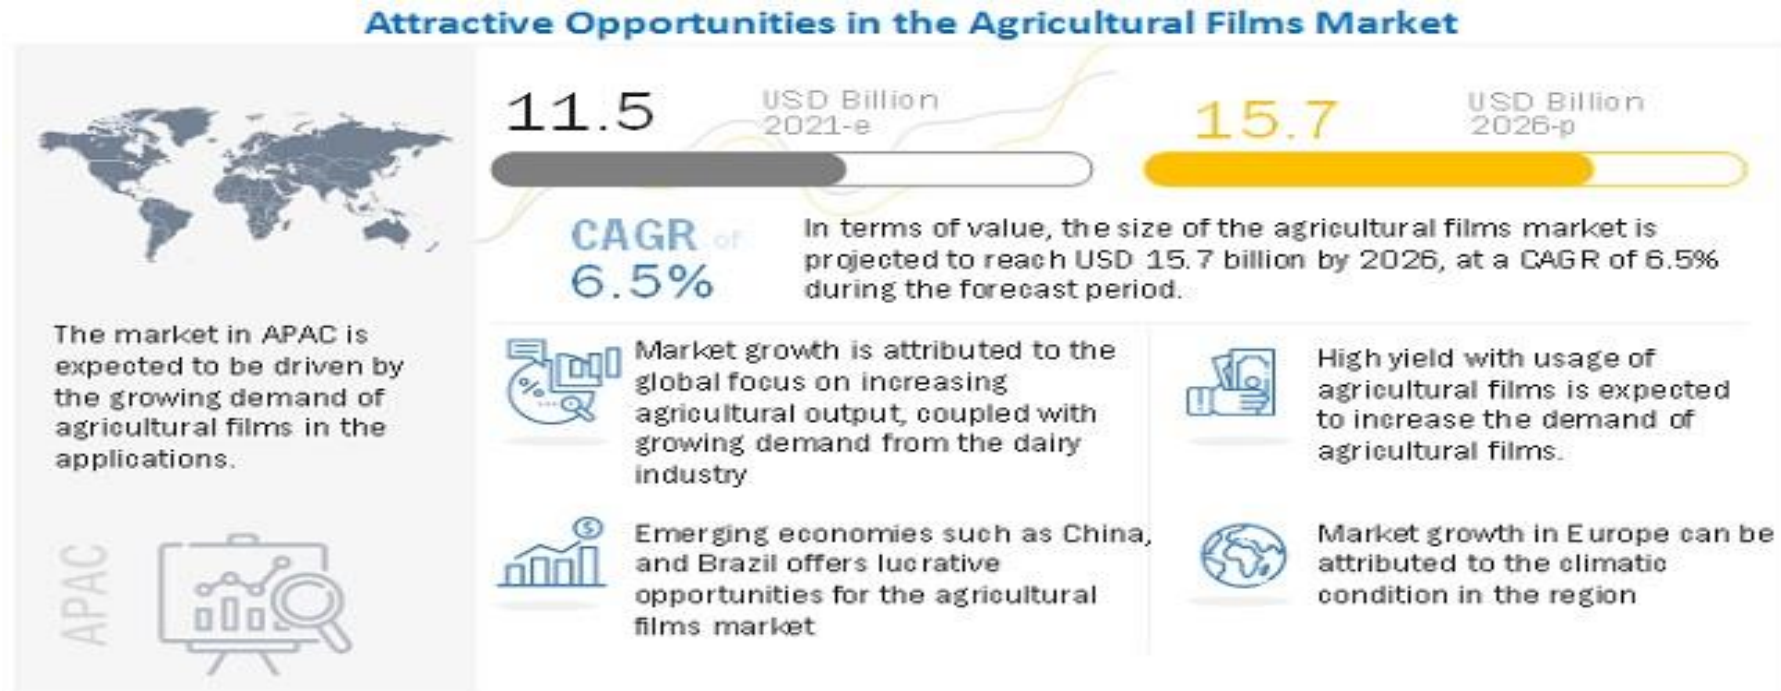 Attractive Opportunities in the Agricultural Films Market
11.5
USD Billion
2021-e
15.7
USD Billion
2026-p
CAGR of
6.5%
In terms of value, the size of the agricultural films market is
projected to reach USD 15.7 billion by 2026, at a CAGR of 6.5%
during the forecast period.
The market in APAC is
expected to be driven by
the growing demand of
agricultural films in the
applications.
APAC
Market growth is attributed to the
global focus on increasing
agricultural output, coupled with
growing demand from the dairy
industry
High yield with usage of
agricultural films is expected
to increase the demand of
agricultural films.
Emerging economies such as China,
and Brazil offers lucrative
opportunities for the agricultural
films market
Market growth in Europe can be
attributed to the climatic
condition in the region